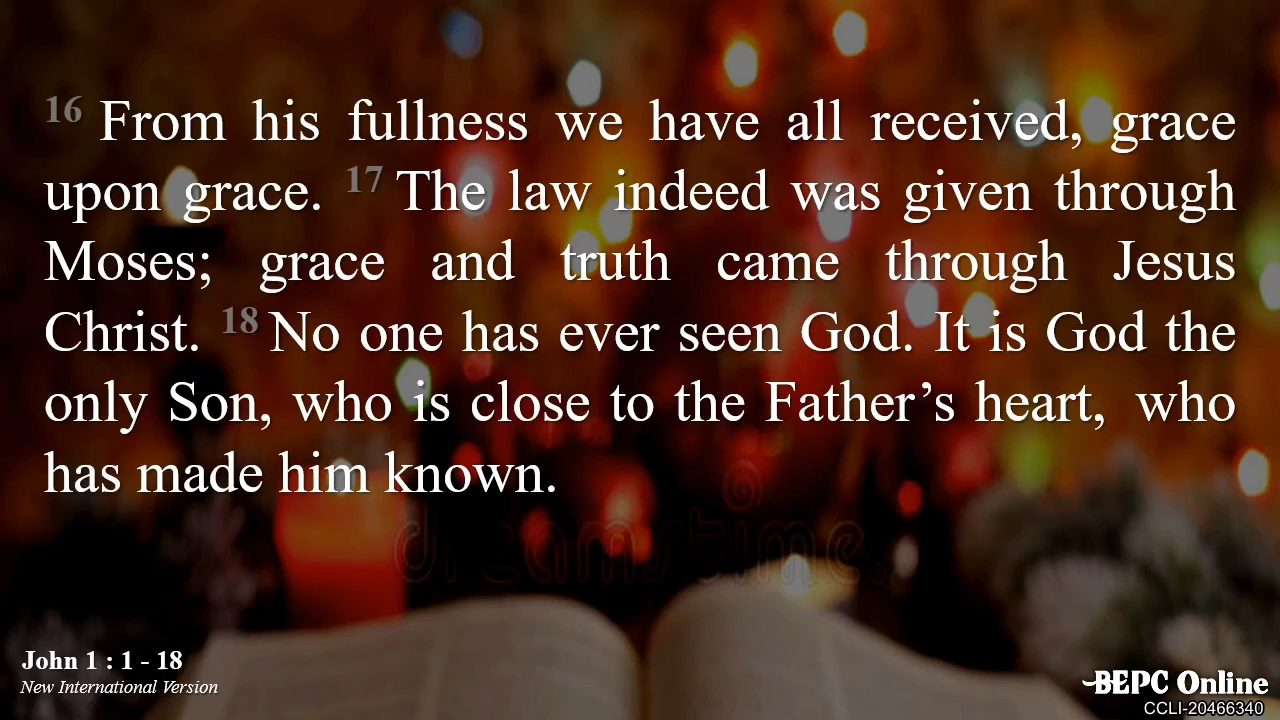 16 From his fullness we have all received, grace
upon grace. 17 The law indeed was given through
Moses; grace and truth came through Jesus
Christ. 18 No one has ever seen God. It is God the
only Son, who is close to the Father’s heart, who
has made him known.
dreamstime.
John 1 : 1 - 18
New International Version
BEPC Online
CCLI-20466340